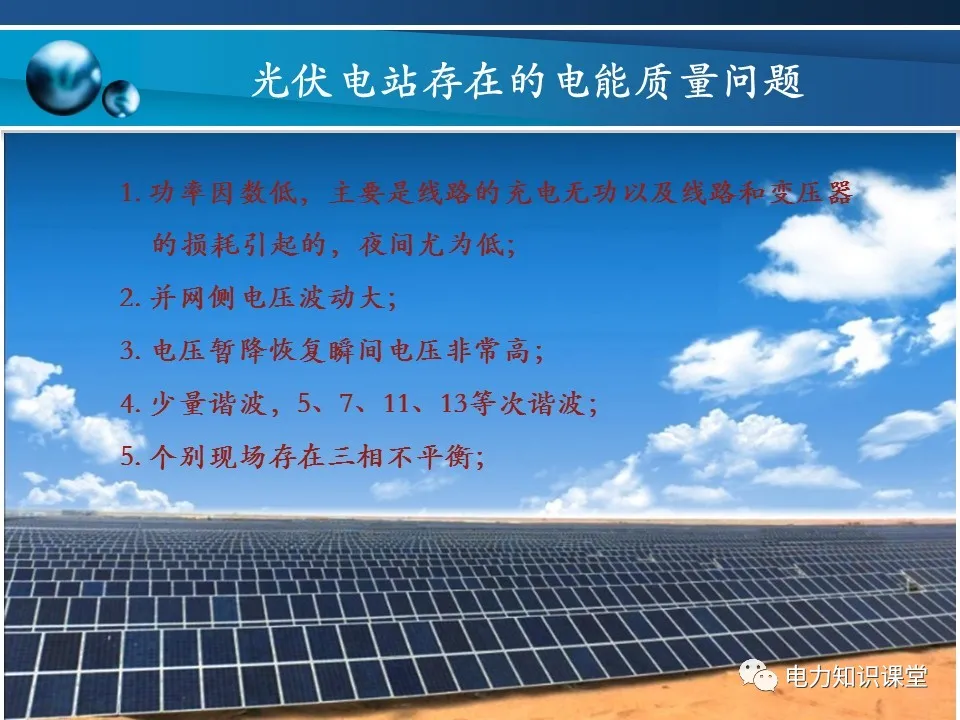 光伏电站存在的电能质量问题
1. 功率因数低，主要是线路的充电无功以及线路和变压器
的损耗引起的，夜间尤为低；
2. 并网侧电压波动大；
3. 电压暂降恢复瞬间电压非常高；
4. 少量谐波，5、7、11、13等次谐波；
5. 个别现场存在三相不平衡；
电力知识课堂